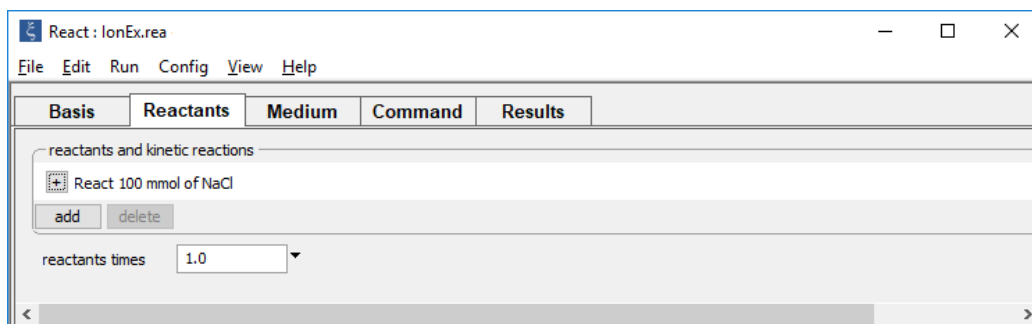 React : IonEx.rea
File Edit Run Config View Help
Basis Reactants Medium Command Results
reactants and kinetic reactions
+ React 100 mmol of NaCl
add delete
reactants times 1.0